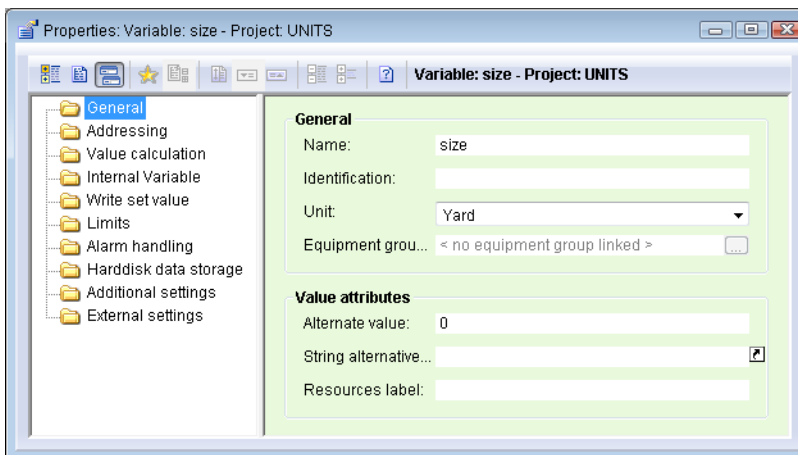 Properties: Variable: size - Project: UNITS
Variable: size - Project: UNITS
General
Addressing
Value calculation
Internal Variable
Write set value
Limits
Alarm handling
Harddisk data storage
Additional settings
External settings
General
Name: size
Identification:
Unit: Yard
Equipment grou... < no equipment group linked > ...
Value attributes
Alternate value: 0
String alternative...
Resources label: